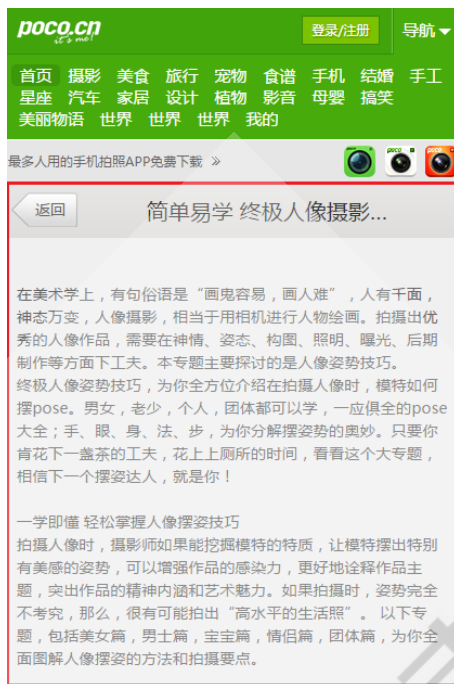 poco.cn
it's me!
登录/注册
导航
首页 摄影 美食 旅行 宠物 食谱 手机 结婚 手工
星座 汽车 家居 设计 植物 影音 母婴 搞笑
美丽物语 世界 世界 世界 我的
最多人用的手机拍照APP免费下载 »
返回
简单易学 终极人像摄影...
在美术学上，有句俗语是“画鬼容易，画人难”，人有千面，
神态万变，人像摄影，相当于用相机进行人物绘画。拍摄出优
秀的人像作品，需要在神情、姿态、构图、照明、曝光、后期
制作等方面下工夫。本专题主要探讨的是人像姿势技巧。
终极人像姿势技巧，为你全方位介绍在拍摄人像时，模特如何
摆pose。男女，老少，个人，团体都可以学，一应俱全的pose
大全；手、眼、身、法、步，为你分解摆姿势的奥妙。只要你
肯花下一盏茶的工夫，花上上厕所的时间，看看这个大专题，
相信下一个摆姿达人，就是你！
一学即懂 轻松掌握人像摆姿技巧
拍摄人像时，摄影师如果能挖掘模特的特质，让模特摆出特别
有美感的姿势，可以增强作品的感染力，更好地诠释作品主
题，突出作品的精神内涵和艺术魅力。如果拍摄时，姿势完全
不考究，那么，很有可能拍出“高水平的生活照”。 以下专
题，包括美女篇，男士篇，宝宝篇，情侣篇，团体篇，为你全
面图解人像摆姿的方法和拍摄要点。